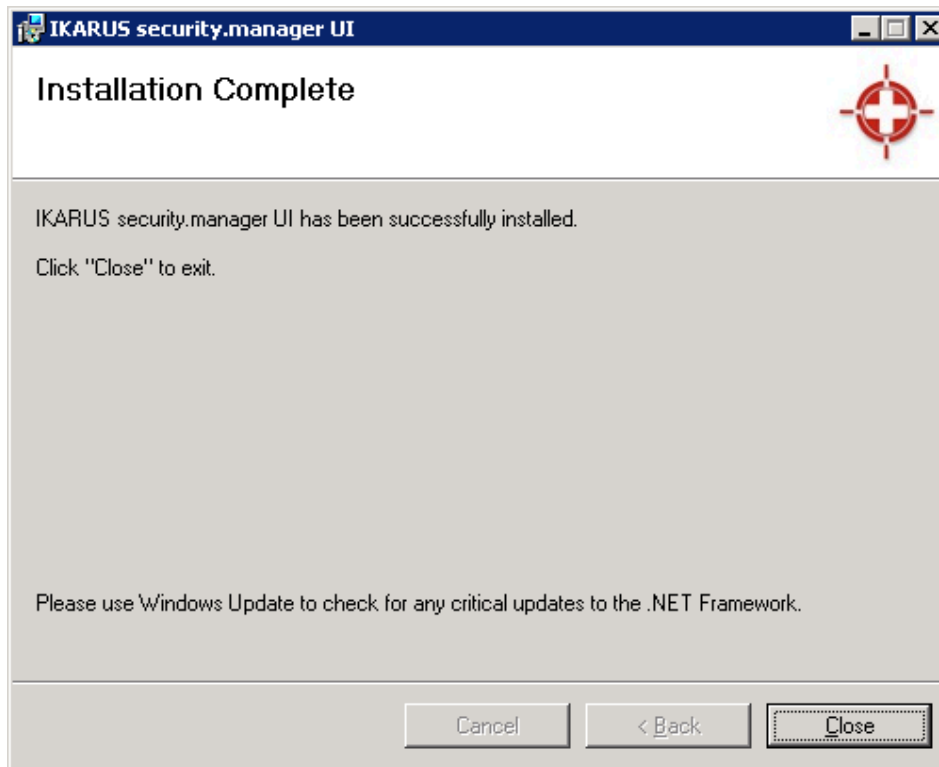 IKARUS security.manager UI
Installation Complete
IKARUS security.manager UI has been successfully installed.
Click "Close" to exit.
Please use Windows Update to check for any critical updates to the .NET Framework.
Cancel
< Back
Close